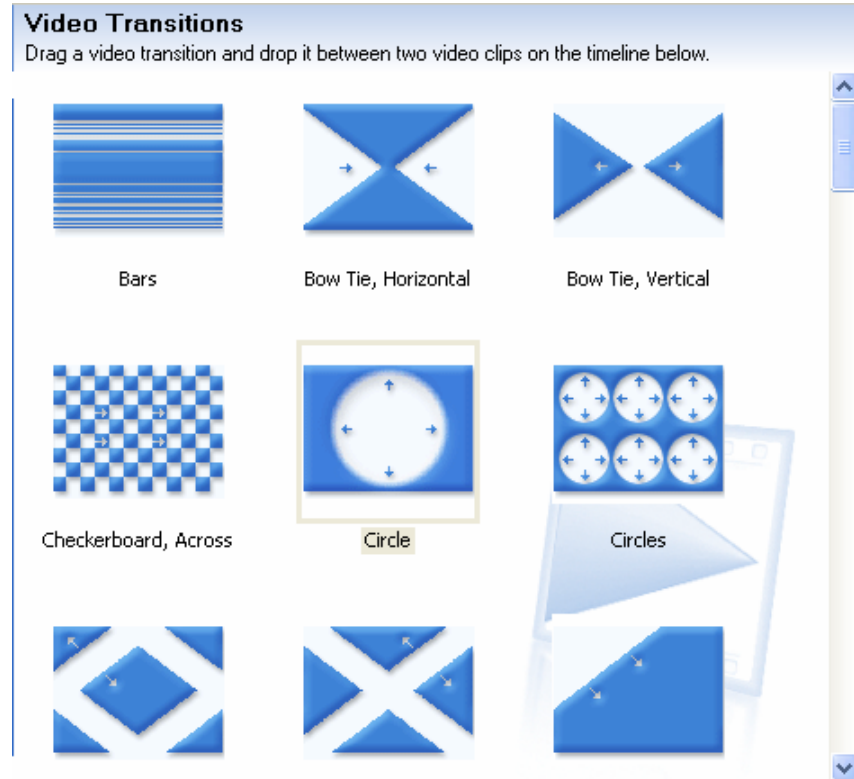 Video Transitions
Drag a video transition and drop it between two video clips on the timeline below.
Bars
Bow Tie, Horizontal
Bow Tie, Vertical
Checkerboard, Across
Circle
Circles